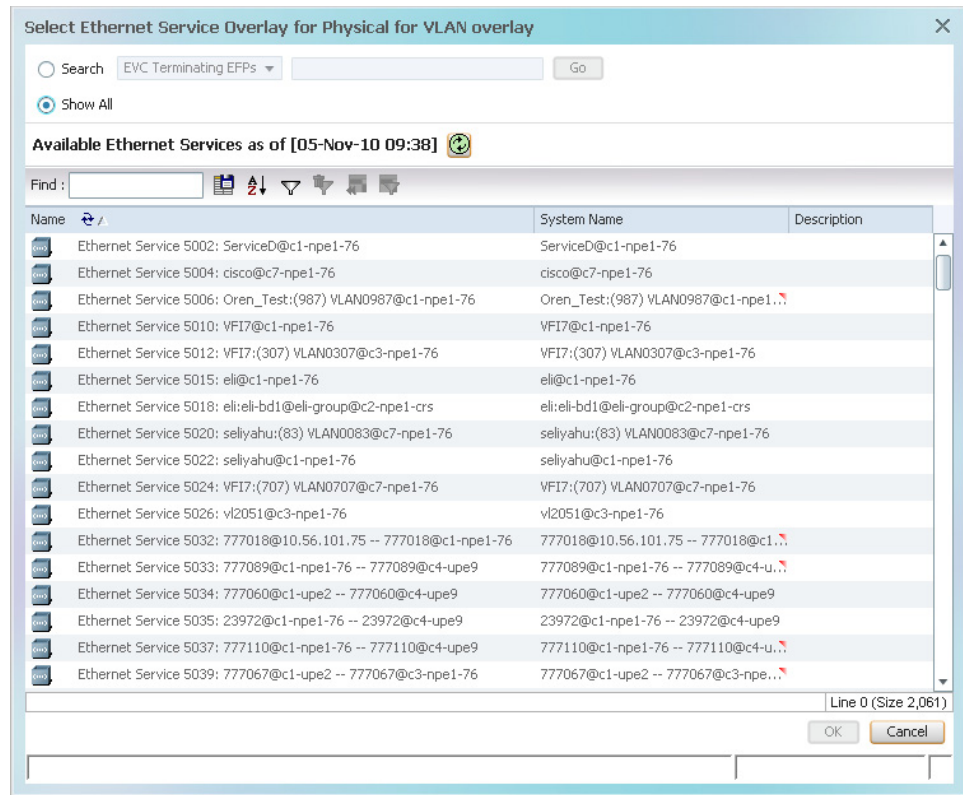 Select Ethernet Service Overlay for Physical for VLAN overlay
Search EVC Terminating EFPs Go
Show All
Available Ethernet Services as of [05-Nov-10 09:38]
Find :
Name System Name Description
Ethernet Service 5002: ServiceD@c1-npe1-76 ServiceD@c1-npe1-76
Ethernet Service 5004: cisco@c7-npe1-76 cisco@c7-npe1-76
Ethernet Service 5006: Oren_Test:(987) VLAN0987@c1-npe1-76 Oren_Test:(987) VLAN0987@c1-npe1...
Ethernet Service 5010: VFI7@c1-npe1-76 VFI7@c1-npe1-76
Ethernet Service 5012: VFI7:(307) VLAN0307@c3-npe1-76 VFI7:(307) VLAN0307@c3-npe1-76
Ethernet Service 5015: eli@c1-npe1-76 eli@c1-npe1-76
Ethernet Service 5018: eli:eli-bd1@eli-group@c2-npe1-crs eli:eli-bd1@eli-group@c2-npe1-crs
Ethernet Service 5020: seliyahu:(83) VLAN0083@c7-npe1-76 seliyahu:(83) VLAN0083@c7-npe1-76
Ethernet Service 5022: seliyahu@c1-npe1-76 seliyahu@c1-npe1-76
Ethernet Service 5024: VFI7:(707) VLAN0707@c7-npe1-76 VFI7:(707) VLAN0707@c7-npe1-76
Ethernet Service 5026: vl2051@c3-npe1-76 vl2051@c3-npe1-76
Ethernet Service 5032: 777018@10.56.101.75 -- 777018@c1-npe1-76 777018@10.56.101.75 -- 777018@c1...
Ethernet Service 5033: 777089@c1-npe1-76 -- 777089@c4-upe9 777089@c1-npe1-76 -- 777089@c4-u...
Ethernet Service 5034: 777060@c1-upe2 -- 777060@c4-upe9 777060@c1-upe2 -- 777060@c4-upe9
Ethernet Service 5035: 23972@c1-npe1-76 -- 23972@c4-upe9 23972@c1-npe1-76 -- 23972@c4-upe9
Ethernet Service 5037: 777110@c1-npe1-76 -- 777110@c4-upe9 777110@c1-npe1-76 -- 777110@c4-u...
Ethernet Service 5039: 777067@c1-upe2 -- 777067@c3-npe1-76 777067@c1-upe2 -- 777067@c3-npe...
Line 0 (Size 2,061)
OK Cancel